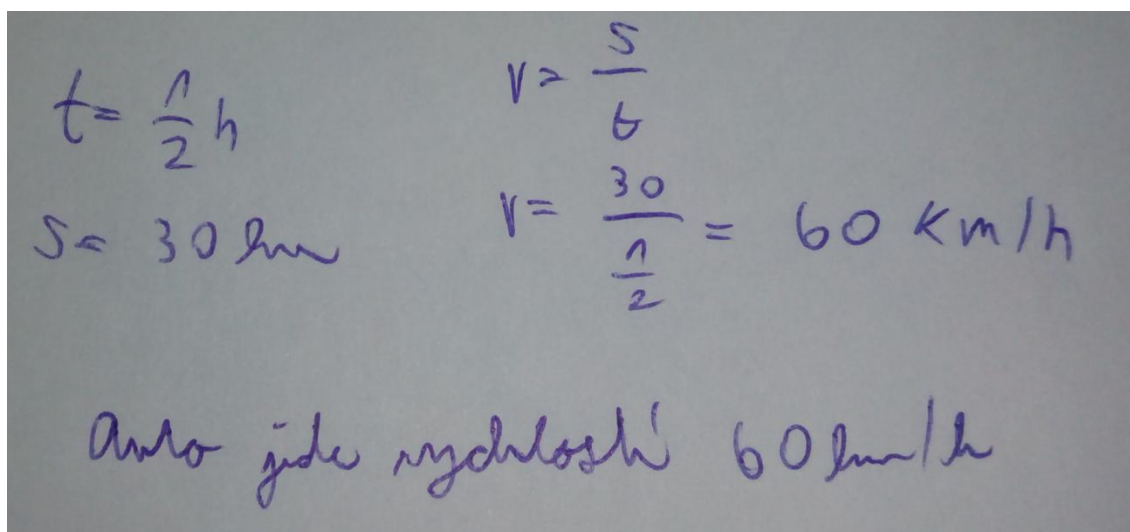 t = 1/2 h
s = 30 km
v = s/t
v = 30/(1/2) = 60 km/h
Auto jede rychlostí 60 km/h